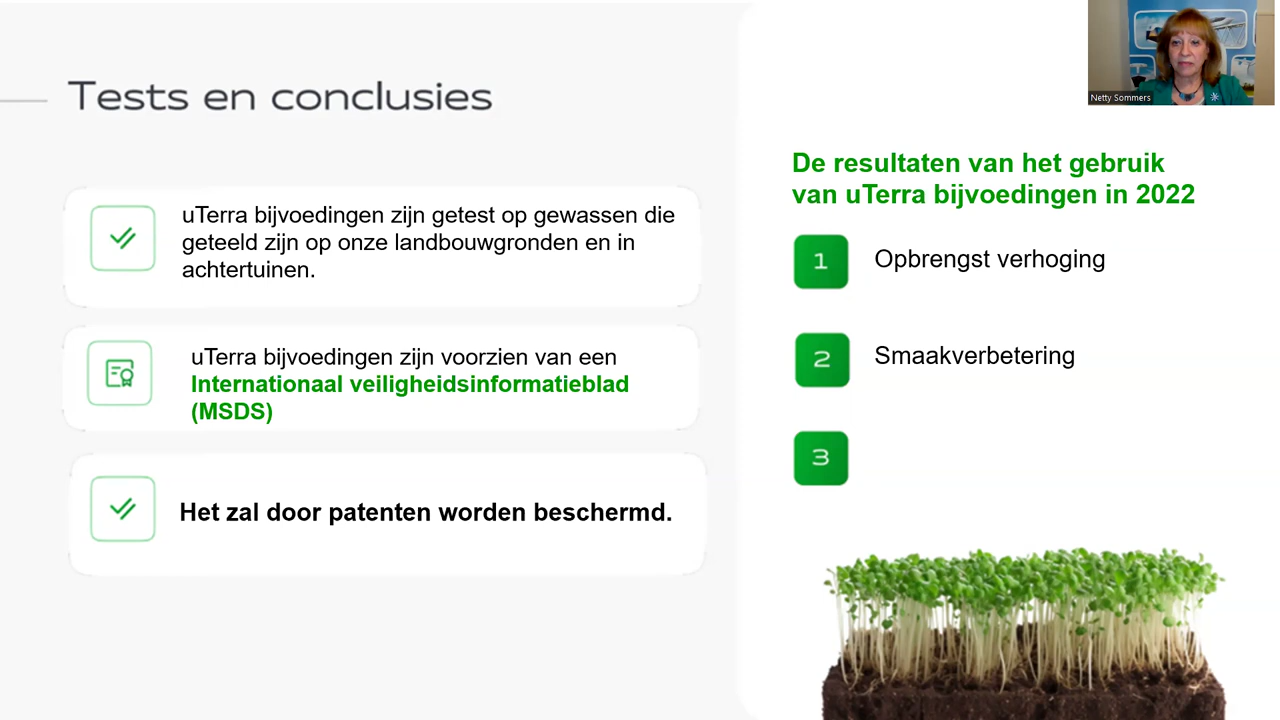 Tests en conclusies
uTerra bijvoedingen zijn getest op gewassen die
geteeld zijn op onze landbouwgronden en in
achtertuinen.
uTerra bijvoedingen zijn voorzien van een
Internationaal veiligheidsinformatieblad
(MSDS)
Het zal door patenten worden beschermd.
Netty Sommers
De resultaten van het gebruik
van uTerra bijvoedingen in 2022
1 Opbrengst verhoging
2 Smaakverbetering
3